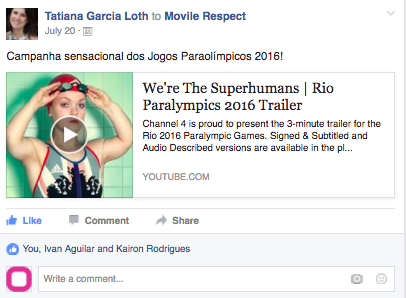 Tatiana Garcia Loth to Movile Respect
July 20 ·
Campanha sensacional dos Jogos Paraolímpicos 2016!
We're The Superhumans | Rio
Paralympics 2016 Trailer
Channel 4 is proud to present the 3-minute trailer for the
Rio 2016 Paralympic Games. Signed & Subtitled and
Audio Described versions are available in the pl...
YOUTUBE.COM
Like Comment Share
You, Ivan Aguilar and Kairon Rodrigues
Write a comment...